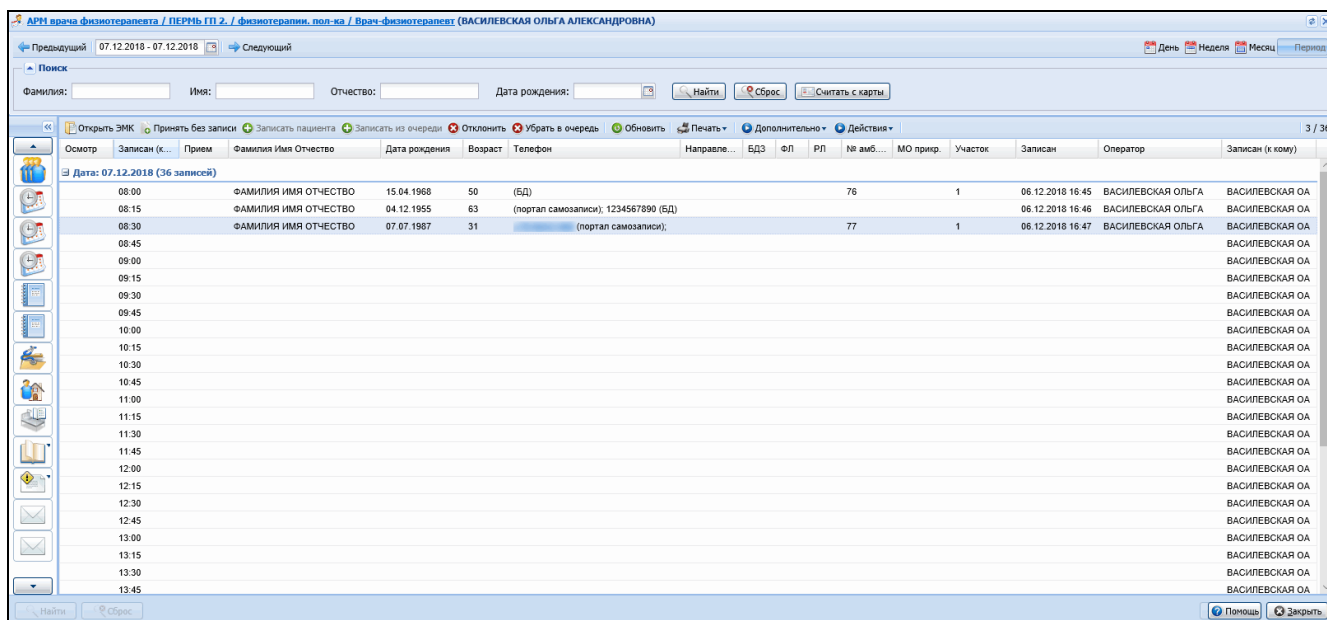 АРМ врача физиотерапевта / ПЕРМЬ ГП 2. / физиотерапии. пол-ка / Врач-физиотерапевт (ВАСИЛЕВСКАЯ ОЛЬГА АЛЕКСАНДРОВНА)
Предыдущий 07.12.2018 - 07.12.2018 Следующий День Неделя Месяц Период
Поиск
Фамилия: Имя: Отчество: Дата рождения: Найти Сброс Считать с карты
Открыть ЭМК Принять без записи Записать пациента Записать из очереди Отклонить Убрать в очередь Обновить Печать Дополнительно Действия 3 / 36
Осмотр Записан (к... Прием Фамилия Имя Отчество Дата рождения Возраст Телефон Направле... БДЗ ФЛ РЛ № амб.... МО прикр. Участок Записан Оператор Записан (к кому)
Дата: 07.12.2018 (36 записей)
08:00 ФАМИЛИЯ ИМЯ ОТЧЕСТВО 15.04.1968 50 (БД) 76 1 06.12.2018 16:45 ВАСИЛЕВСКАЯ ОЛЬГА ВАСИЛЕВСКАЯ ОА
08:15 ФАМИЛИЯ ИМЯ ОТЧЕСТВО 04.12.1955 63 (портал самозаписи); 1234567890 (БД) 06.12.2018 16:46 ВАСИЛЕВСКАЯ ОЛЬГА ВАСИЛЕВСКАЯ ОА
08:30 ФАМИЛИЯ ИМЯ ОТЧЕСТВО 07.07.1987 31 (портал самозаписи); 77 1 06.12.2018 16:47 ВАСИЛЕВСКАЯ ОЛЬГА ВАСИЛЕВСКАЯ ОА
08:45 ВАСИЛЕВСКАЯ ОА
09:00 ВАСИЛЕВСКАЯ ОА
09:15 ВАСИЛЕВСКАЯ ОА
09:30 ВАСИЛЕВСКАЯ ОА
09:45 ВАСИЛЕВСКАЯ ОА
10:00 ВАСИЛЕВСКАЯ ОА
10:15 ВАСИЛЕВСКАЯ ОА
10:30 ВАСИЛЕВСКАЯ ОА
10:45 ВАСИЛЕВСКАЯ ОА
11:00 ВАСИЛЕВСКАЯ ОА
11:15 ВАСИЛЕВСКАЯ ОА
11:30 ВАСИЛЕВСКАЯ ОА
11:45 ВАСИЛЕВСКАЯ ОА
12:00 ВАСИЛЕВСКАЯ ОА
12:15 ВАСИЛЕВСКАЯ ОА
12:30 ВАСИЛЕВСКАЯ ОА
12:45 ВАСИЛЕВСКАЯ ОА
13:00 ВАСИЛЕВСКАЯ ОА
13:15 ВАСИЛЕВСКАЯ ОА
13:30 ВАСИЛЕВСКАЯ ОА
13:45 ВАСИЛЕВСКАЯ ОА
Найти Сброс Помощь Закрыть